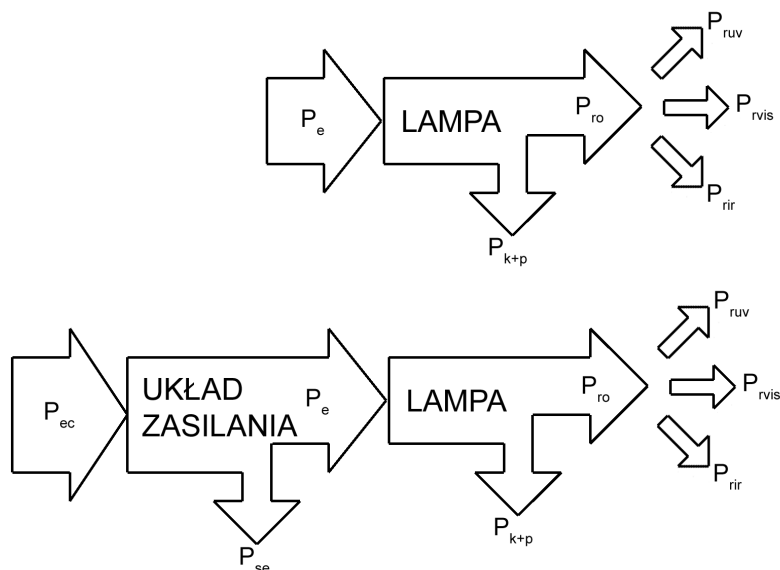 P_ruv
P_e LAMPA P_ro P_rvis
P_rir
P_k+p
P_ruv
P_ec UKŁAD ZASILANIA P_e LAMPA P_ro P_rvis
P_rir
P_k+p
P_se